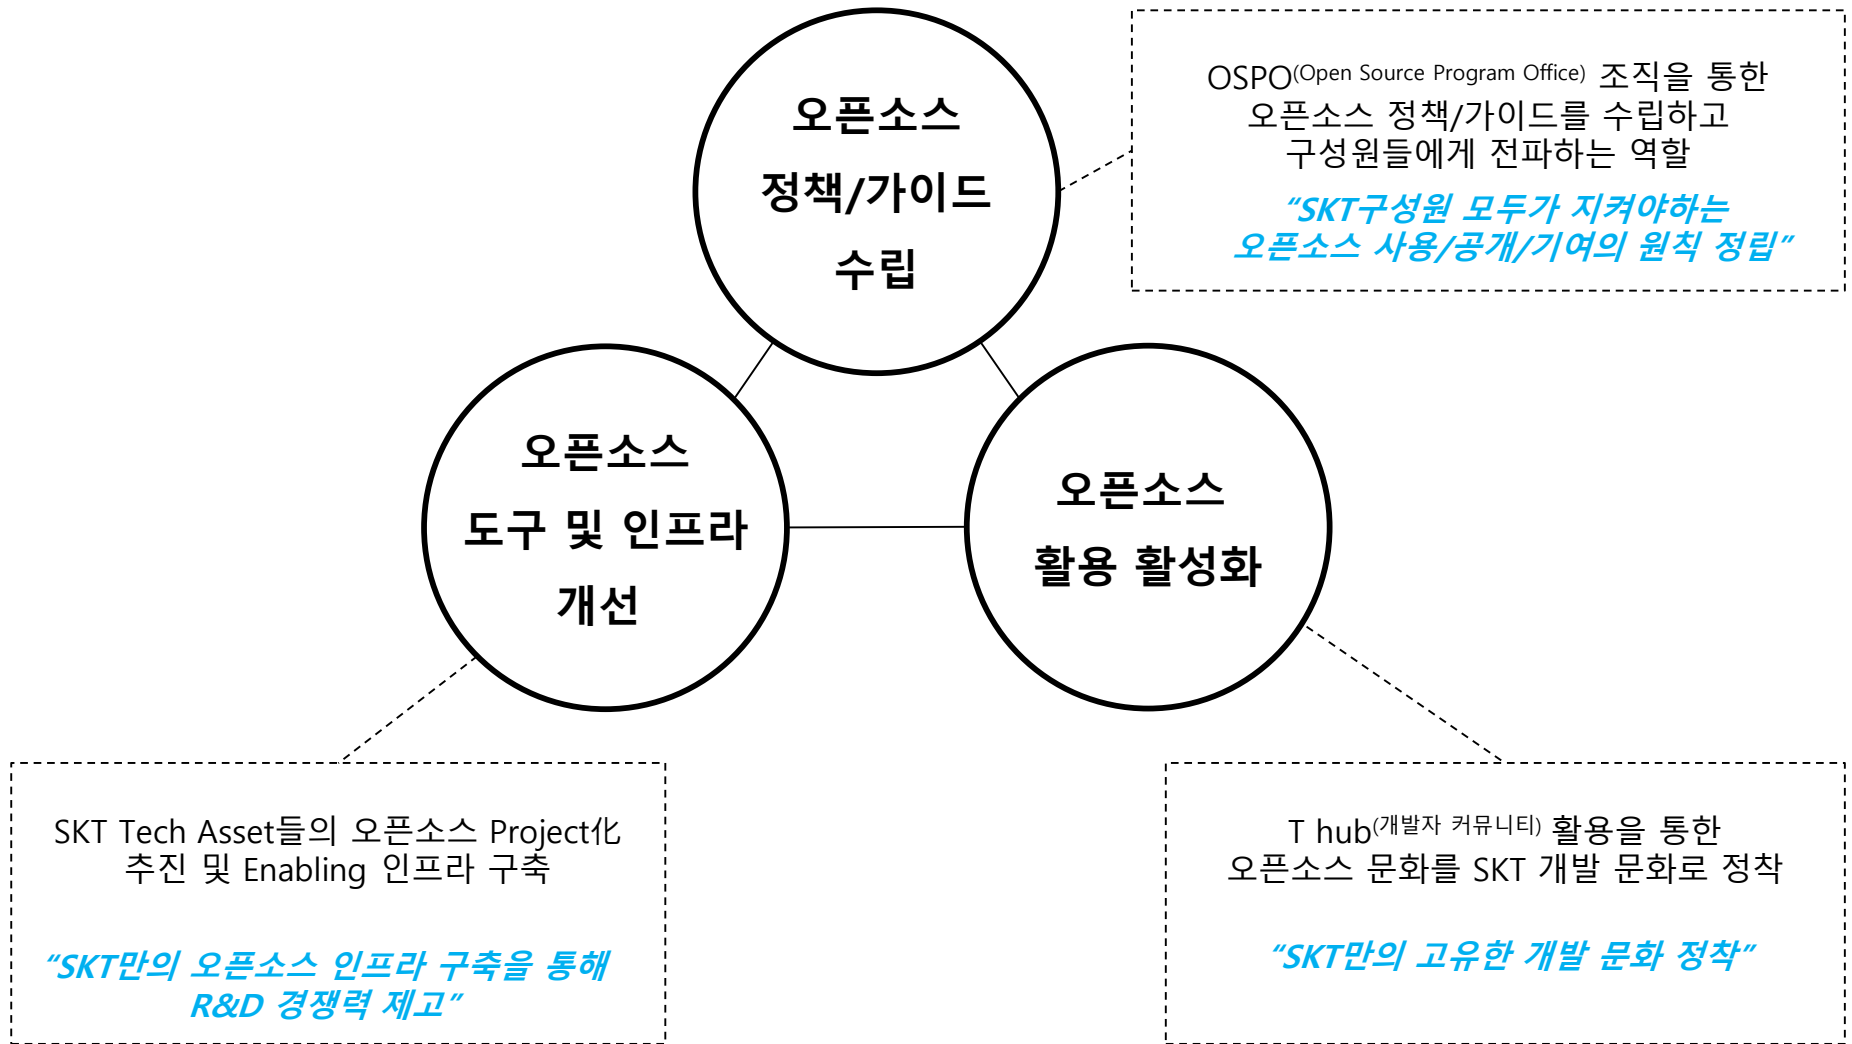 오픈소스
정책/가이드
수립
OSPO(Open Source Program Office) 조직을 통한
오픈소스 정책/가이드를 수립하고
구성원들에게 전파하는 역할
“SKT구성원 모두가 지켜야하는
오픈소스 사용/공개/기여의 원칙 정립”
오픈소스
도구 및 인프라
개선
오픈소스
활용 활성화
SKT Tech Asset들의 오픈소스 Project化
추진 및 Enabling 인프라 구축
“SKT만의 오픈소스 인프라 구축을 통해
R&D 경쟁력 제고”
T hub(개발자 커뮤니티) 활용을 통한
오픈소스 문화를 SKT 개발 문화로 정착
“SKT만의 고유한 개발 문화 정착”